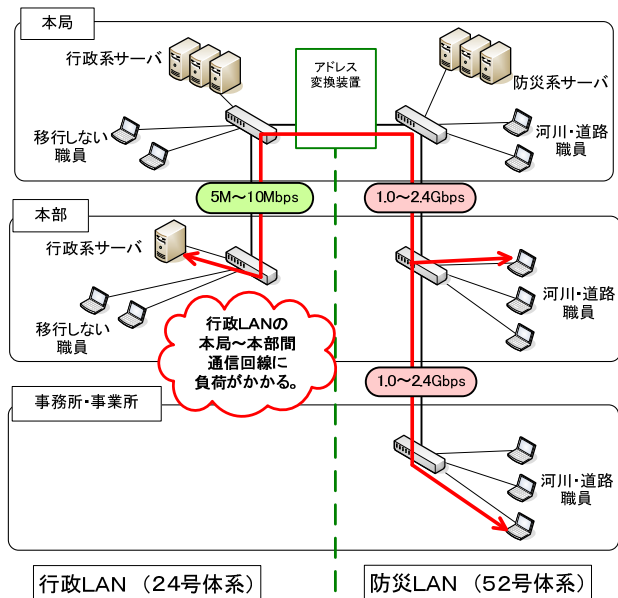 本局
行政系サーバ
アドレス
変換装置
防災系サーバ
移行しない
職員
河川・道路
職員
5M～10Mbps
1.0～2.4Gbps
本部
行政系サーバ
移行しない
職員
河川・道路
職員
行政LANの
本局～本部間
通信回線に
負荷がかかる。
1.0～2.4Gbps
事務所・事業所
河川・道路
職員
行政LAN （24号体系）
防災LAN （52号体系）